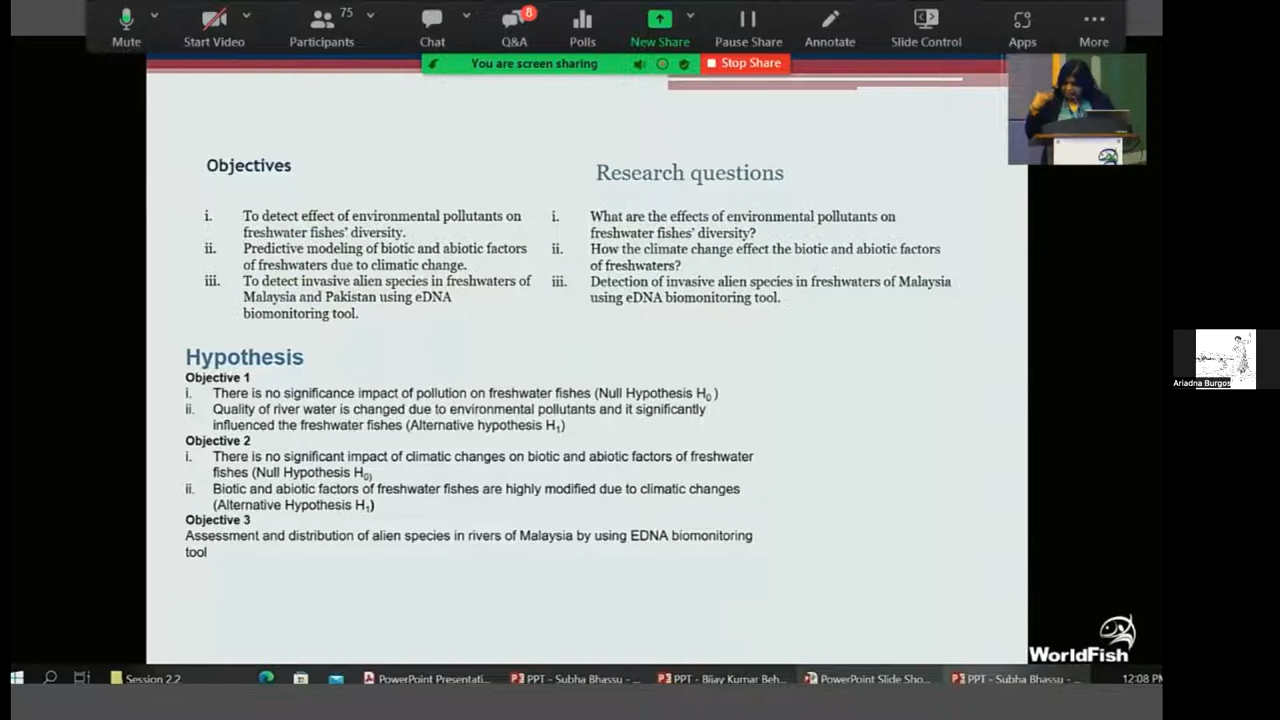 75
8
Mute
Start Video
Participants
Chat
Q&A
Polls
New Share
Pause Share
Annotate
Slide Control
Apps
More
You are screen sharing
Stop Share
Objectives
i. To detect effect of environmental pollutants on
freshwater fishes' diversity.
ii. Predictive modeling of biotic and abiotic factors
of freshwaters due to climatic change.
iii. To detect invasive alien species in freshwaters of
Malaysia and Pakistan using eDNA
biomonitoring tool.
Research questions
i. What are the effects of environmental pollutants on
freshwater fishes' diversity?
ii. How the climate change effect the biotic and abiotic factors
of freshwaters?
iii. Detection of invasive alien species in freshwaters of Malaysia
using eDNA biomonitoring tool.
Hypothesis
Objective 1
i. There is no significance impact of pollution on freshwater fishes (Null Hypothesis H0 )
ii. Quality of river water is changed due to environmental pollutants and it significantly
influenced the freshwater fishes (Alternative hypothesis H1)
Objective 2
i. There is no significant impact of climatic changes on biotic and abiotic factors of freshwater
fishes (Null Hypothesis H0)
ii. Biotic and abiotic factors of freshwater fishes are highly modified due to climatic changes
(Alternative Hypothesis H1)
Objective 3
Assessment and distribution of alien species in rivers of Malaysia by using EDNA biomonitoring
tool
Ariadna Burgos
WorldFish
Session 2.2
PowerPoint Presentati...
PPT - Subha Bhassu - ...
PPT - Bijay Kumar Beh...
PowerPoint Slide Sho...
PPT - Subha Bhassu - ...
12:08 PM